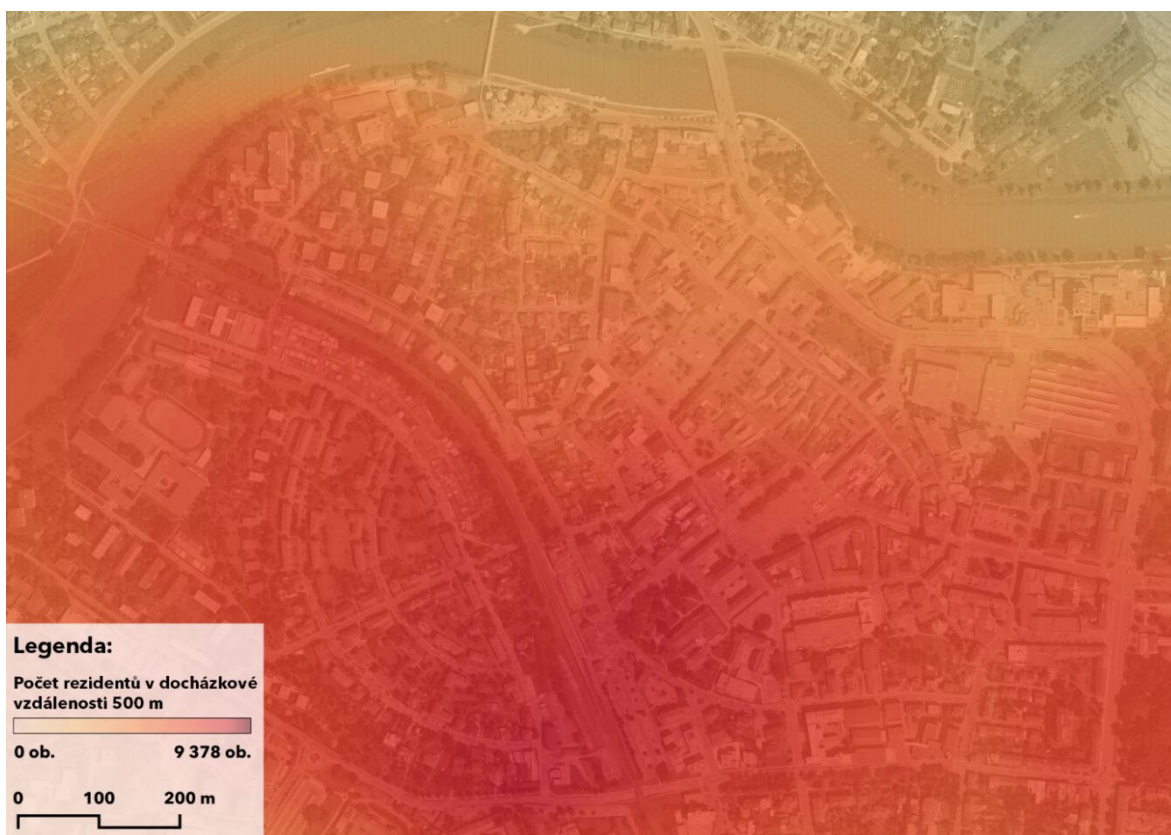 Legenda:
Počet rezidentů v docházkové
vzdálenosti 500 m
0 ob. 9 378 ob.
0 100 200 m